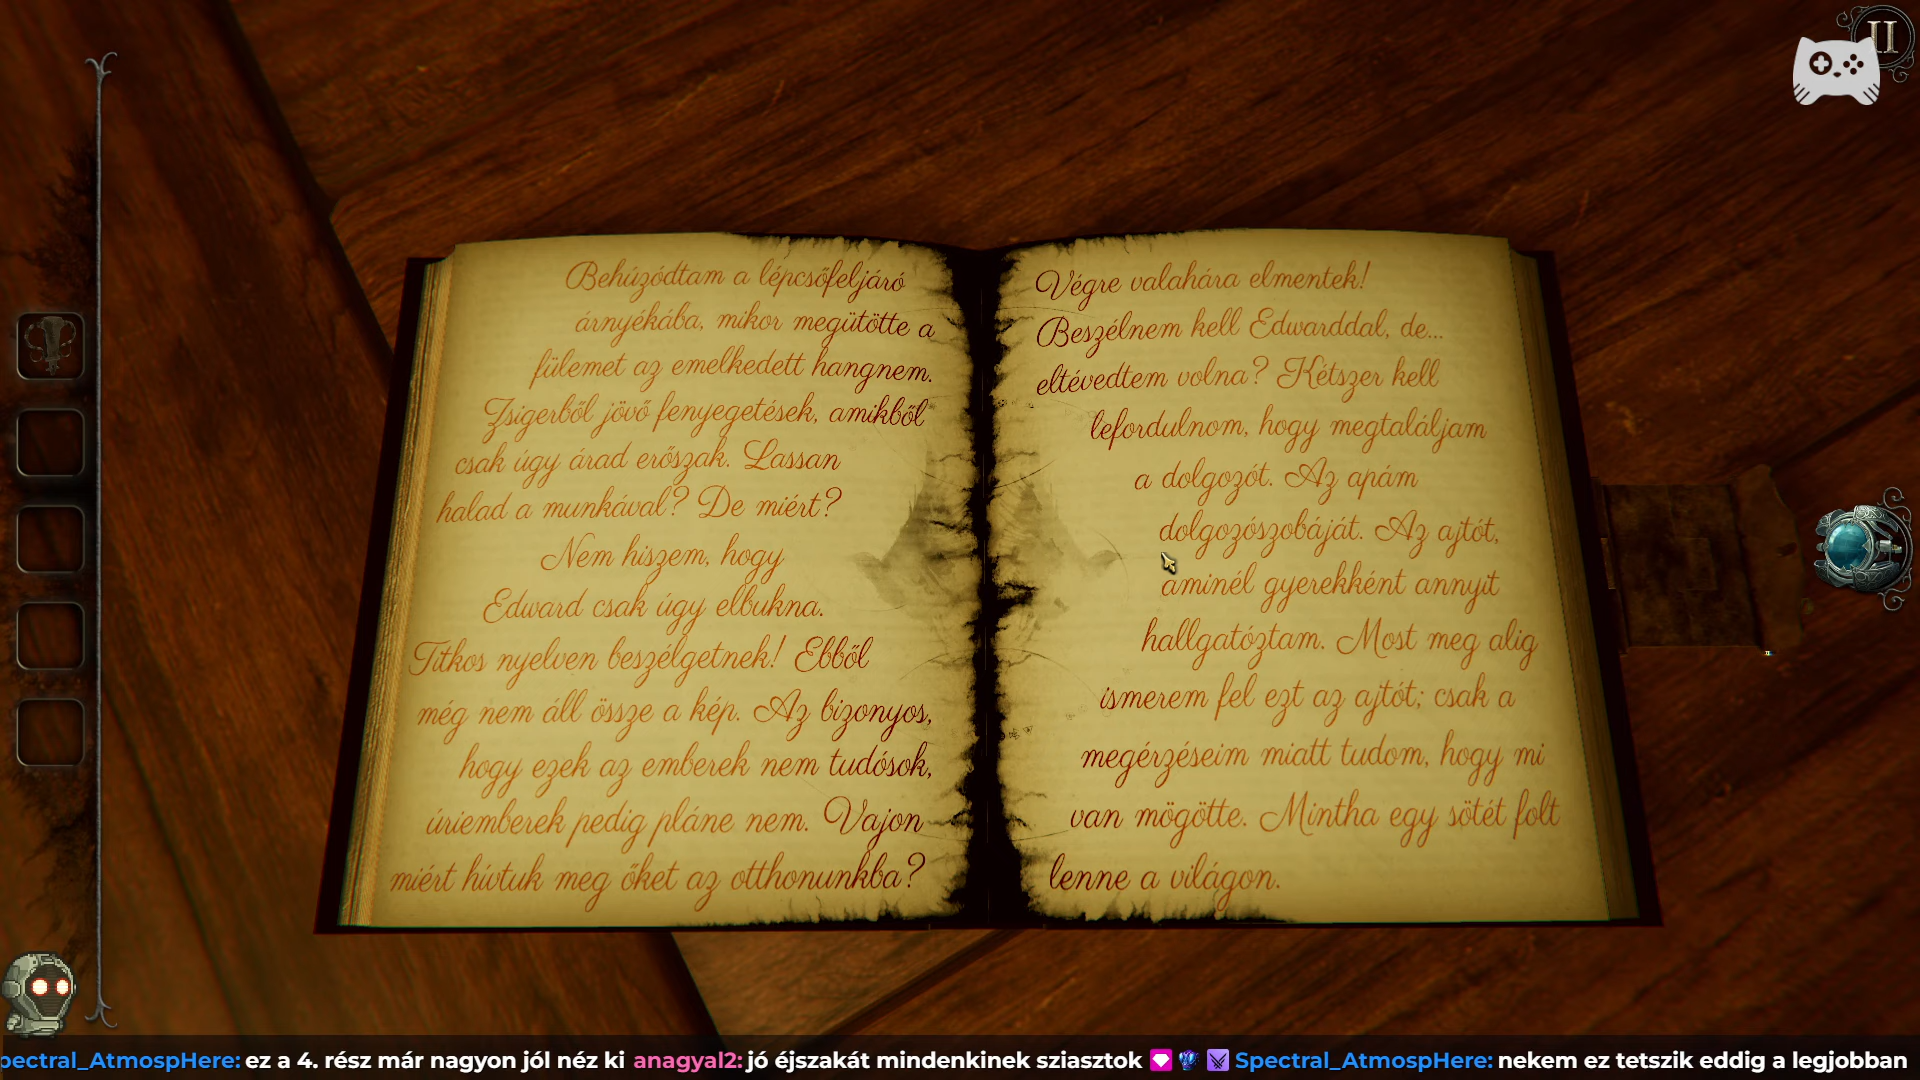 II
Behúzódtam a lépcsőfeljáró
árnyékába, mikor megütötte a
fülemet az emelkedett hangnem.
Zsigerből jövő fenyegetések, amikből
csak úgy árad erőszak. Lassan
halad a munkával? De miért?
Nem hiszem, hogy
Edward csak úgy elbukna.
Titkos nyelven beszélgetnek! Ebből
még nem áll össze a kép. Az bizonyos,
hogy ezek az emberek nem tudósok,
úriemberek pedig pláne nem. Vajon
miért hívtuk meg őket az otthonunkba?
Végre valahára elmentek!
Beszélnem kell Edwarddal, de...
eltévedtem volna? Kétszer kell
lefordulnom, hogy megtaláljam
a dolgozót. Az apám
dolgozószobáját. Az ajtót,
aminél gyerekként annyit
hallgatóztam. Most meg alig
ismerem fel ezt az ajtót; csak a
megérzéseim miatt tudom, hogy mi
van mögötte. Mintha egy sötét folt
lenne a világon.
pectral_AtmospHere: ez a 4. rész már nagyon jól néz ki anagyal2: jó éjszakát mindenkinek sziasztok Spectral_AtmospHere: nekem ez tetszik eddig a legjobban